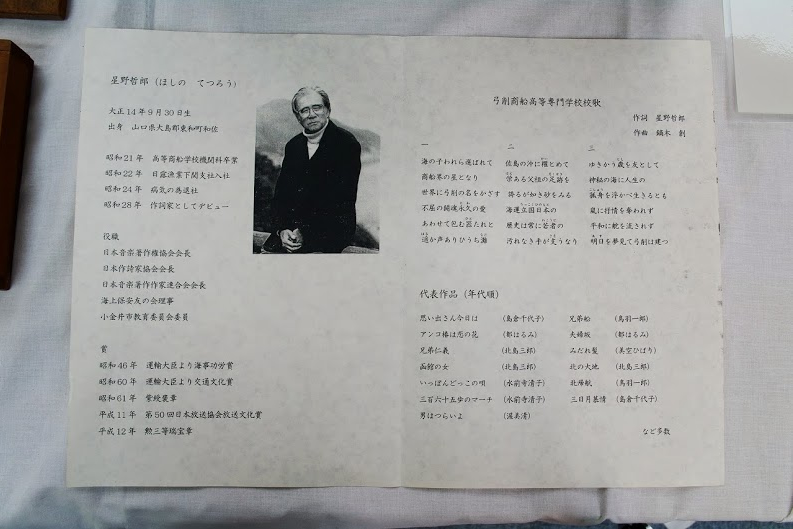 星野哲郎(ほしの　てつろう)
大正14年9月30日生
出身　山口県大島郡東和町和佐
昭和21年　高等商船学校機関科卒業
昭和22年　日魯漁業下関支社入社
昭和24年　病気の為退社
昭和28年　作詞家としてデビュー
役職
日本音楽著作権協会会長
日本作詩家協会会長
日本音楽著作作家連合会会長
海上保安友の会理事
小金井市教育委員会委員
賞
昭和46年　運輸大臣より海事功労賞
昭和60年　運輸大臣より交通文化賞
昭和61年　紫綬褒章
平成11年　第50回日本放送協会放送文化賞
平成12年　勲三等瑞宝章
弓削商船高等専門学校校歌
作詞　星野哲郎
作曲　鏑木　創
一
海の子われら選ばれて
商船界の星となり
世界に弓削の名をかざす
不屈の闘魂永久の愛
あわせて包む盃たれと
遥か声ありひうち灘
二
佐島の沖に櫂とめて
栄ある父祖の足跡を
誇るが如き砂をみる
海運立国日本の
歴史は常に若者の
汚れなき手が支うなり
三
ゆきかう歳を友として
神秘の海に人生の
孤舟を浮かべ生きるとも
嵐に抒情を奪われず
平和に舵を流されず
明日を夢見て弓削は建つ
代表作品(年代順)
思い出さん今日は　(島倉千代子)　兄弟船　(鳥羽一郎)
アンコ椿は恋の花　(都はるみ)　夫婦坂　(都はるみ)
兄弟仁義　(北島三郎)　みだれ髪　(美空ひばり)
函館の女　(北島三郎)　北の大地　(北島三郎)
いっぽんどっこの唄　(水前寺清子)　北帰航　(鳥羽一郎)
三百六十五歩のマーチ　(水前寺清子)　三日月慕情　(島倉千代子)
男はつらいよ　(渥美清)
など多数